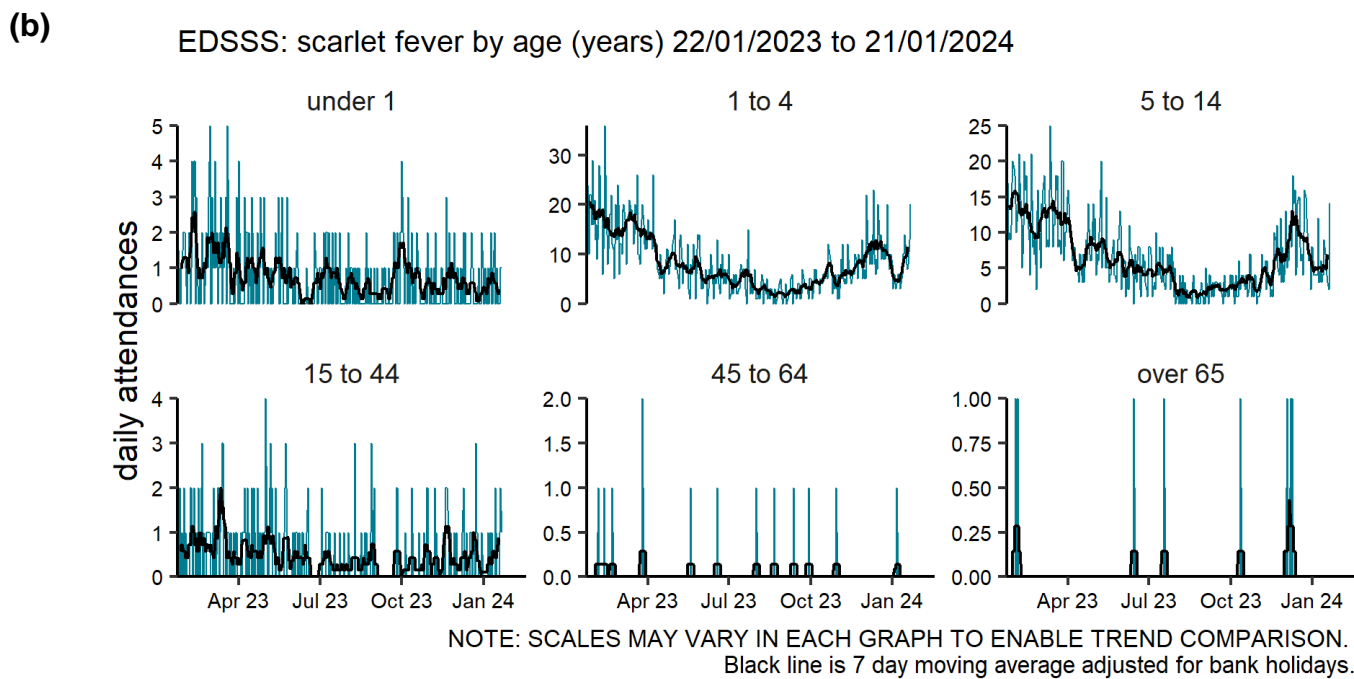 (b)
EDSSS: scarlet fever by age (years) 22/01/2023 to 21/01/2024
under 1
1 to 4
5 to 14
5
4
3
2
1
0
30
20
10
0
25
20
15
10
5
0
daily attendances
15 to 44
45 to 64
over 65
4
3
2
1
0
2.0
1.5
1.0
0.5
0.0
1.00
0.75
0.50
0.25
0.00
Apr 23 Jul 23 Oct 23 Jan 24
Apr 23 Jul 23 Oct 23 Jan 24
Apr 23 Jul 23 Oct 23 Jan 24
NOTE: SCALES MAY VARY IN EACH GRAPH TO ENABLE TREND COMPARISON.
Black line is 7 day moving average adjusted for bank holidays.